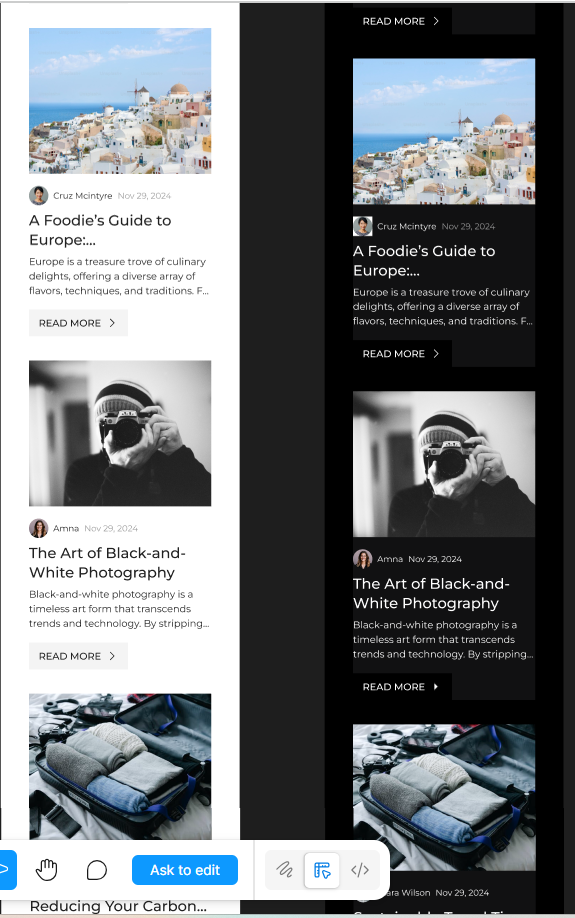 Cruz Mcintyre Nov 29, 2024
A Foodie’s Guide to
Europe:...
Europe is a treasure trove of culinary
delights, offering a diverse array of
flavors, techniques, and traditions. F...
READ MORE
Amna Nov 29, 2024
The Art of Black-and-
White Photography
Black-and-white photography is a
timeless art form that transcends
trends and technology. By stripping...
READ MORE
Reducing Your Carbon...
READ MORE
Cruz Mcintyre Nov 29, 2024
A Foodie’s Guide to
Europe:...
Europe is a treasure trove of culinary
delights, offering a diverse array of
flavors, techniques, and traditions. F...
READ MORE
Amna Nov 29, 2024
The Art of Black-and-
White Photography
Black-and-white photography is a
timeless art form that transcends
trends and technology. By stripping...
READ MORE
ara Wilson Nov 29, 2024
Ask to edit